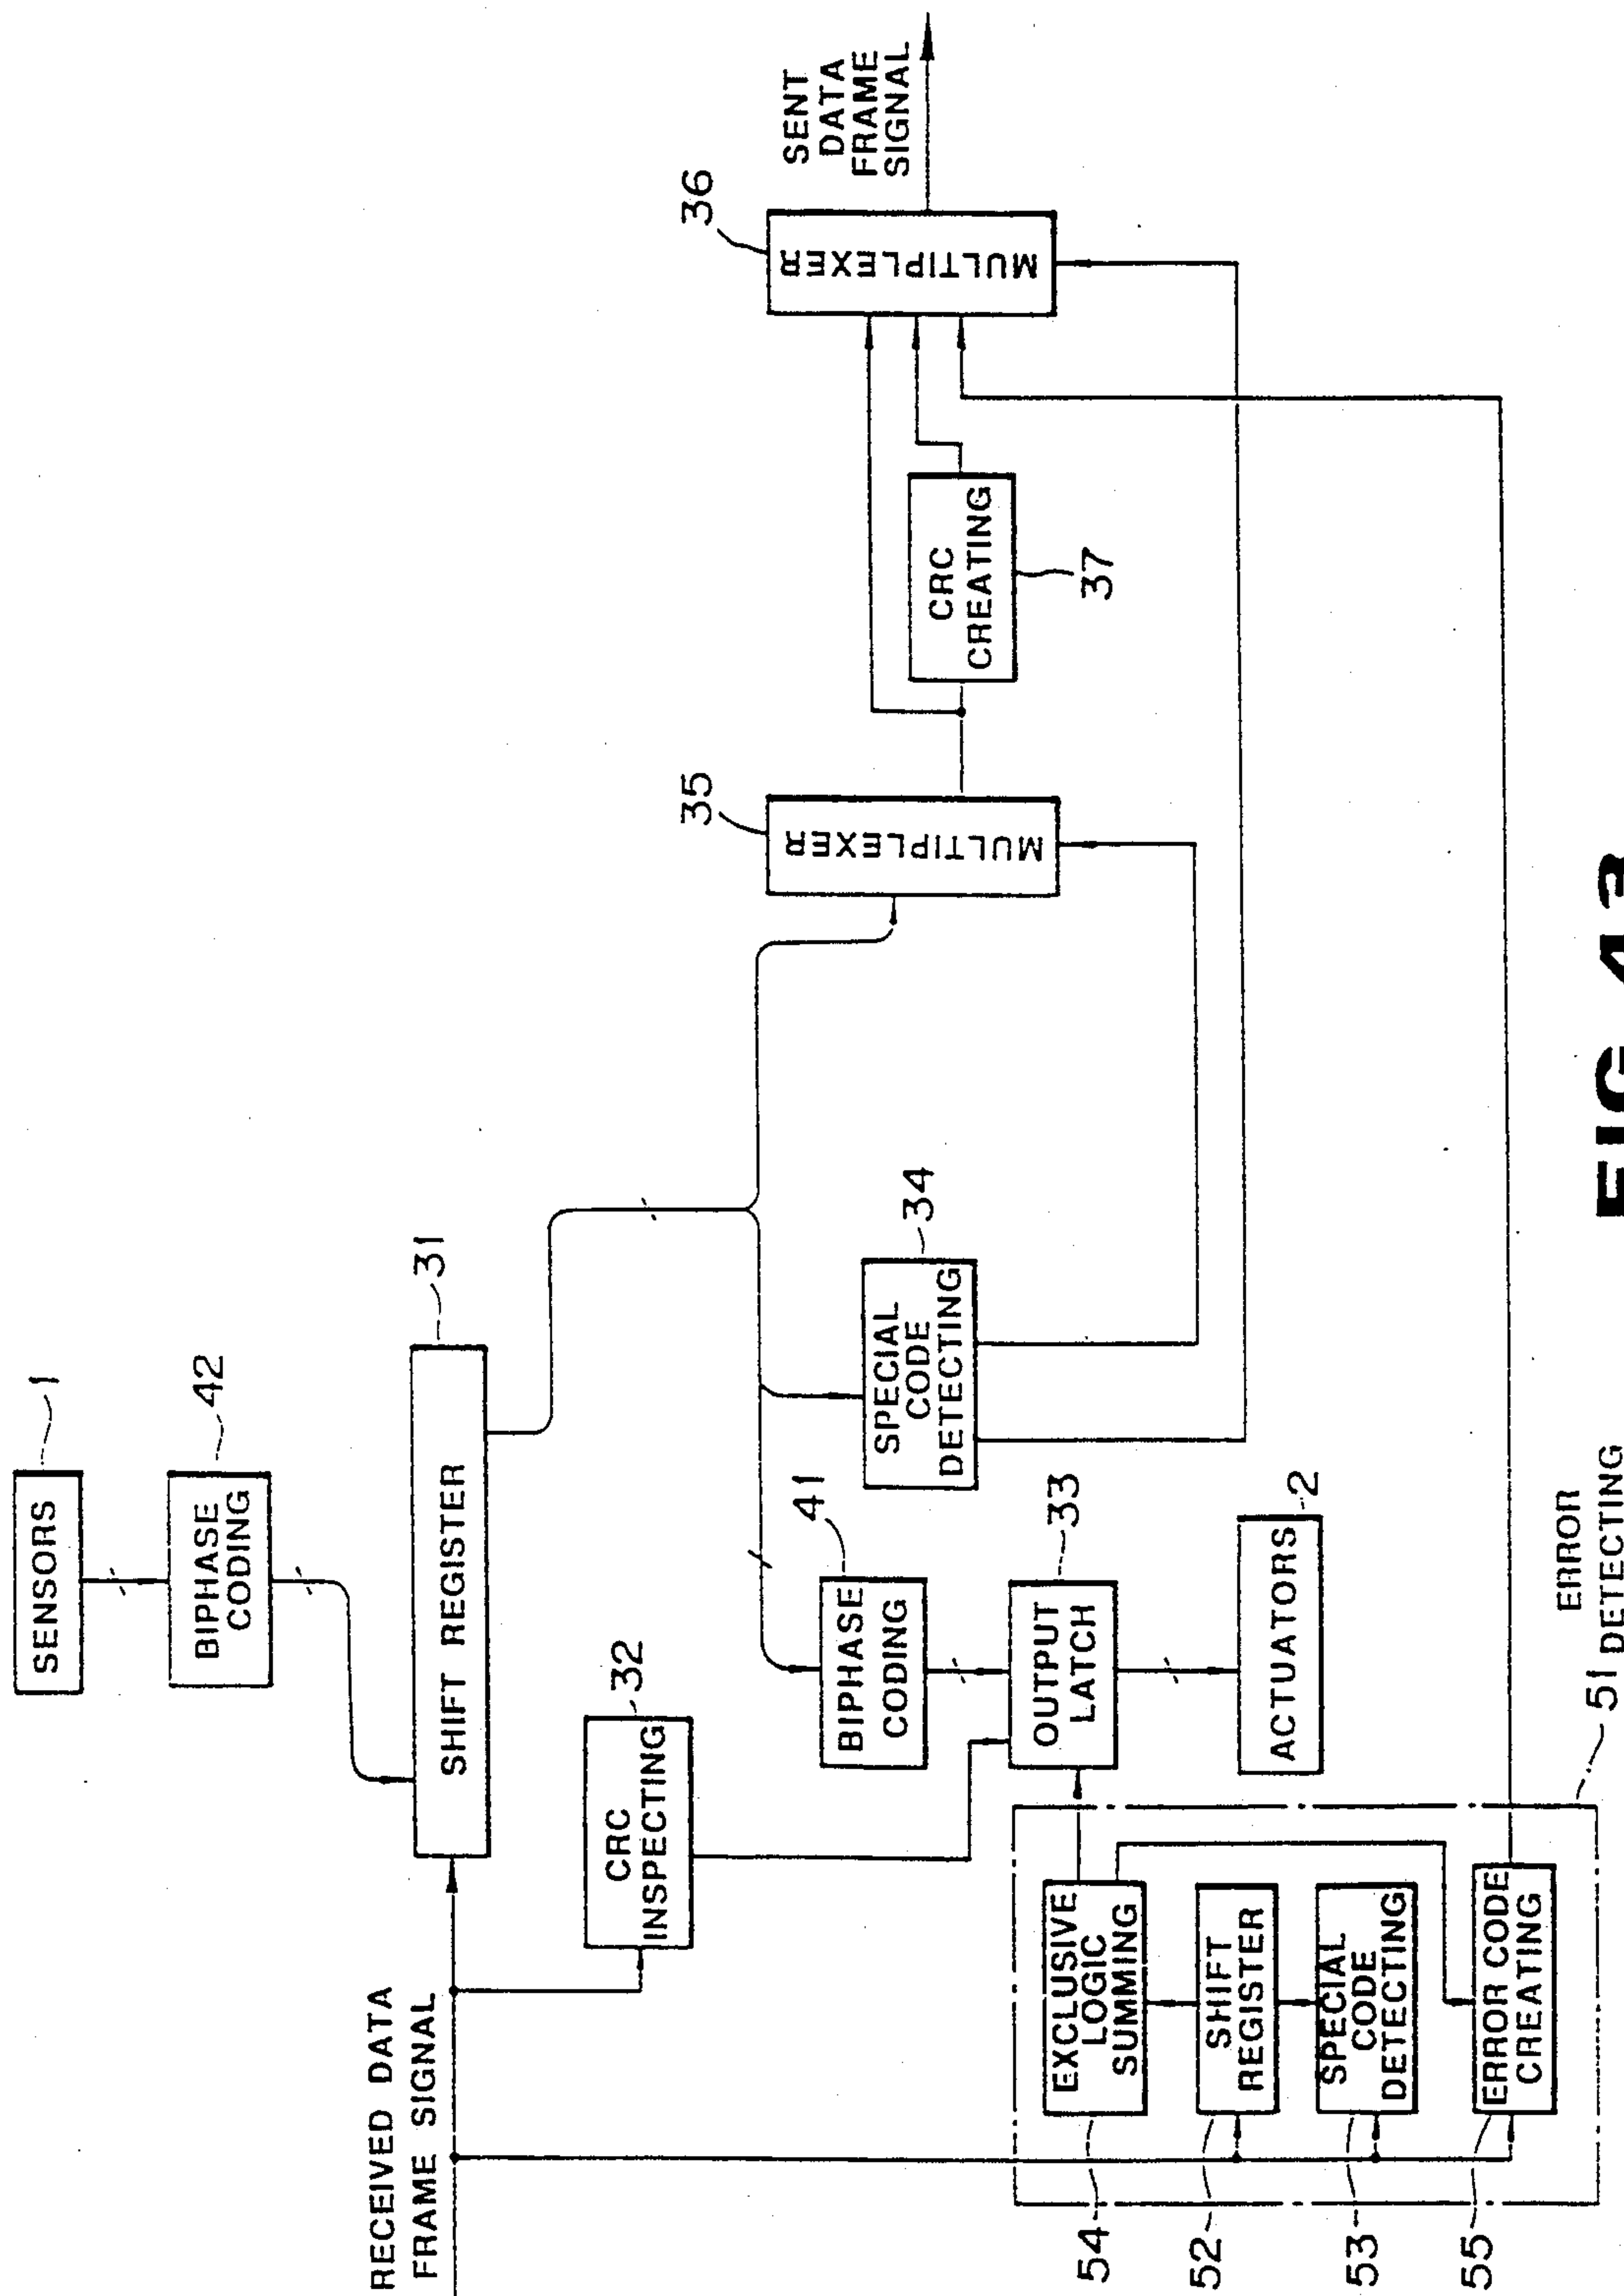 SENSORS
1
BIPHASE
CODING
42
RECEIVED DATA
FRAME SIGNAL
SHIFT REGISTER
31
CRC
INSPECTING
32
BIPHASE
CODING
41
SPECIAL
CODE
DETECTING
34
MULTIPLEXER
35
CRC
CREATING
37
MULTIPLEXER
36
SENT
DATA
FRAME
SIGNAL
OUTPUT
LATCH
33
ACTUATORS
2
EXCLUSIVE
LOGIC
SUMMING
54
SHIFT
REGISTER
52
SPECIAL
CODE
DETECTING
53
ERROR CODE
CREATING
55
51
ERROR
DETECTING
FIG.43